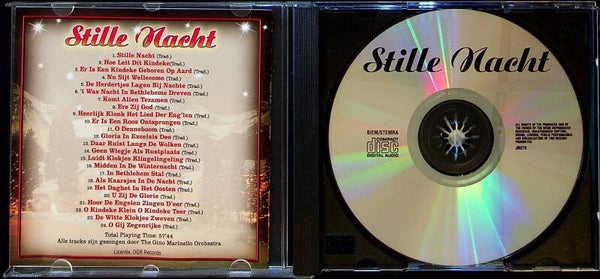 Stille Nacht
1. Stille Nacht (Trad.)
2. Hoe Leit Dit Kindeke (Trad.)
3. Er Is Een Kindeke Geboren Op Aard (Trad.)
4. Nu Sijt Wellecome (Trad.)
5. De Herdertjes Lagen Bij Nachte (Trad.)
6. 't Was Nacht In Bethlehems Dreven (Trad.)
7. Komt Allen Tezamen (Trad.)
8. Ere Zij God (Trad.)
9. Heerlijk Klonk Het Lied Der Eng'len (Trad.)
10. Er Is Een Roos Ontsprongen (Trad.)
11. O Denneboom (Trad.)
12. Gloria In Excelsis Deo (Trad.)
13. Daar Ruist Langs De Wolken (Trad.)
14. Geen Wiegje Als Rustplaats (Trad.)
15. Luidt Klokjes Klingelingeling (Trad.)
16. Midden In De Winternacht (Trad.)
17. In Bethlehem Stal (Trad.)
18. Als Kaarsjes In De Nacht (Trad.)
19. Het Daghet In Het Oosten (Trad.)
20. U Zij De Glorie (Trad.)
21. Hoor De Engelen Zingen D'eer (Trad.)
22. O Kindeke Klein O Kindeke Teer (Trad.)
23. De Witte Klokjes Zweven (Trad.)
24. O Gij Zegenrijke (Trad.)
Total Playing Time: 57'44
Alle tracks zijn gesongen door The Gino Marinello Orchestra
Licentie: DGR Records
Stille Nacht
BIEM/STEMRA
COMPACT
disc
DIGITAL AUDIO